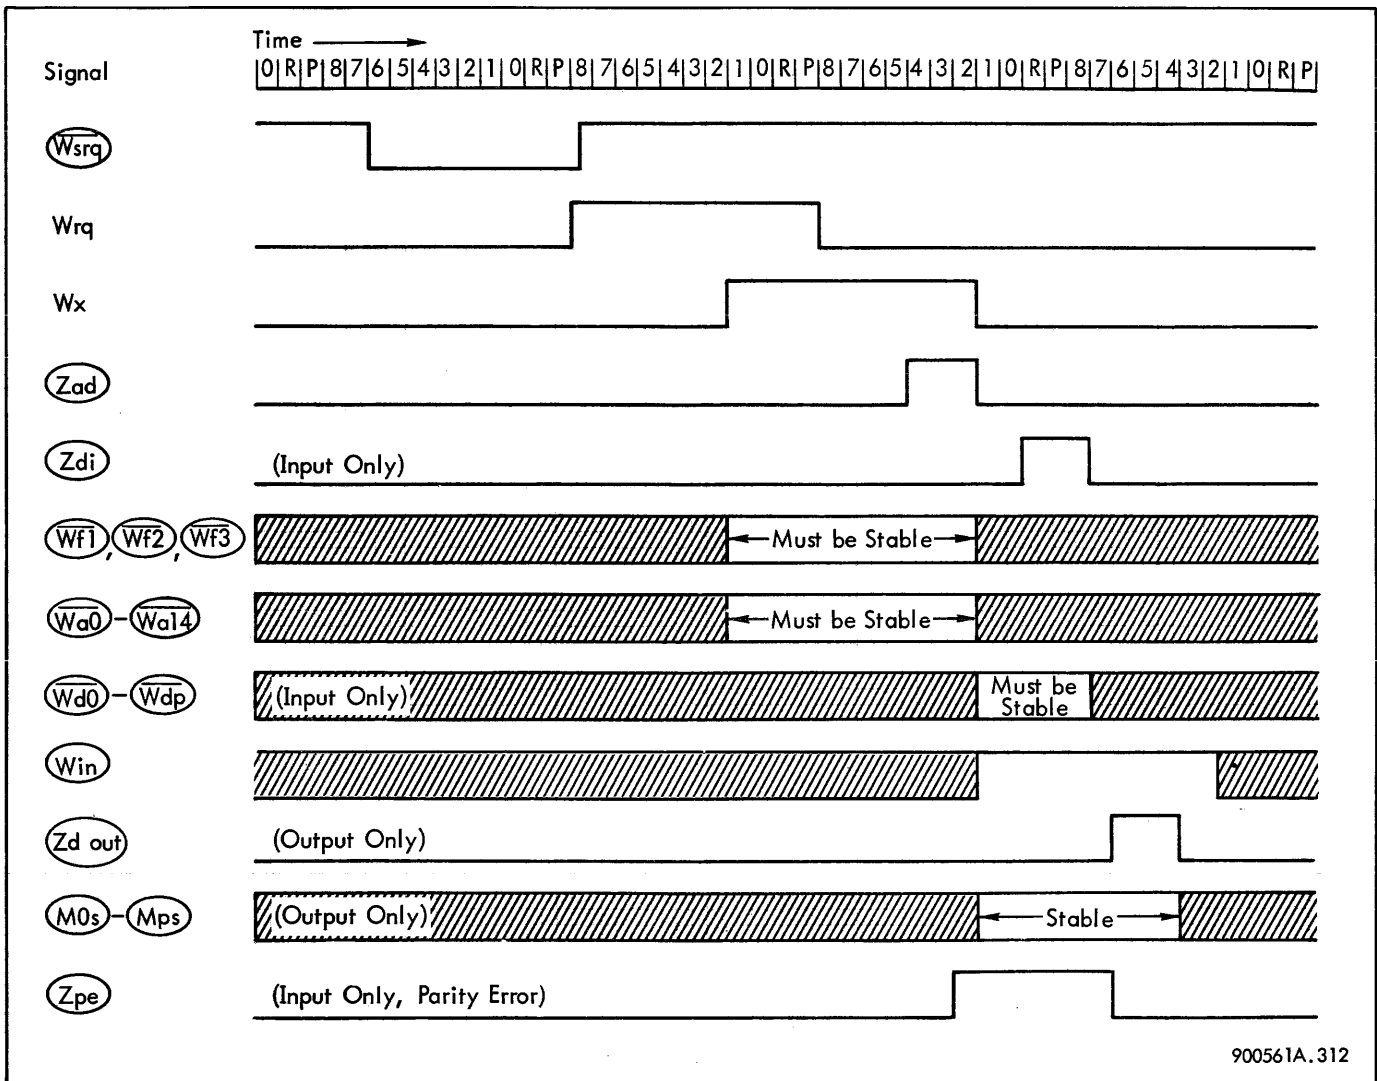 Time
Signal
0 R P 8 7 6 5 4 3 2 1 0 R P 8 7 6 5 4 3 2 1 0 R P 8 7 6 5 4 3 2 1 0 R P 8 7 6 5 4 3 2 1 0 R P
Wsrq
Wrq
Wx
Zad
Zdi (Input Only)
Wf1, Wf2, Wf3 Must be Stable
Wa0-Wa14 Must be Stable
Wd0-Wdp (Input Only) Must be
Stable
Win
Zd out (Output Only)
M0s-Mps (Output Only) Stable
Zpe (Input Only, Parity Error)
900561A.312